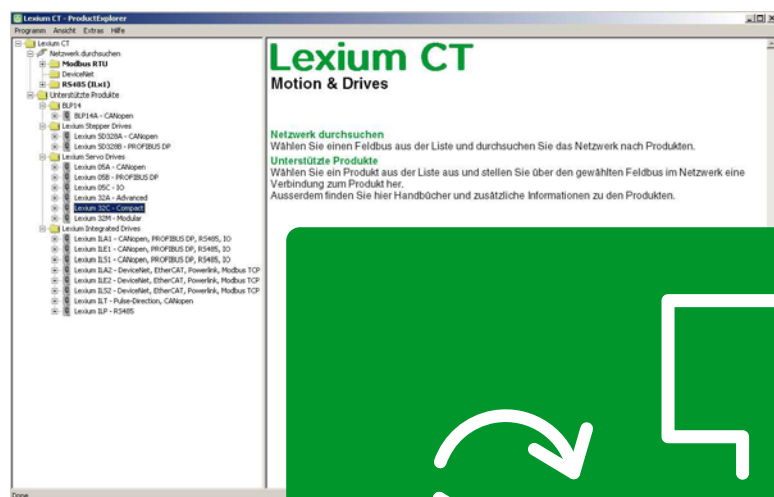 Lexium CT - ProductExplorer
Programm Ansicht Extras Hilfe
Lexium CT
Netzwerk durchsuchen
Modbus RTU
DeviceNet
RS485 (ILx1)
Unterstützte Produkte
BLP14
BLP14A - CANopen
Lexium Stepper Drives
Lexium SD328A - CANopen
Lexium SD328B - PROFIBUS DP
Lexium Servo Drives
Lexium 05A - CANopen
Lexium 05B - PROFIBUS DP
Lexium 05C - IO
Lexium 32A - Advanced
Lexium 32C - Compact
Lexium 32M - Modular
Lexium Integrated Drives
Lexium ILA1 - CANopen, PROFIBUS DP, RS485, IO
Lexium ILE1 - CANopen, PROFIBUS DP, RS485, IO
Lexium ILS1 - CANopen, PROFIBUS DP, RS485, IO
Lexium ILA2 - DeviceNet, EtherCAT, Powerlink, Modbus TCP
Lexium ILE2 - DeviceNet, EtherCAT, Powerlink, Modbus TCP
Lexium ILS2 - DeviceNet, EtherCAT, Powerlink, Modbus TCP
Lexium ILT - Pulse-Direction, CANopen
Lexium ILP - RS485
Lexium CT
Motion & Drives
Netzwerk durchsuchen
Wählen Sie einen Feldbus aus der Liste und durchsuchen Sie das Netzwerk nach Produkten.
Unterstützte Produkte
Wählen Sie ein Produkt aus der Liste aus und stellen Sie über den gewählten Feldbus im Netzwerk eine
Verbindung zum Produkt her.
Ausserdem finden Sie hier Handbücher und zusätzliche Informationen zu den Produkten.
Done